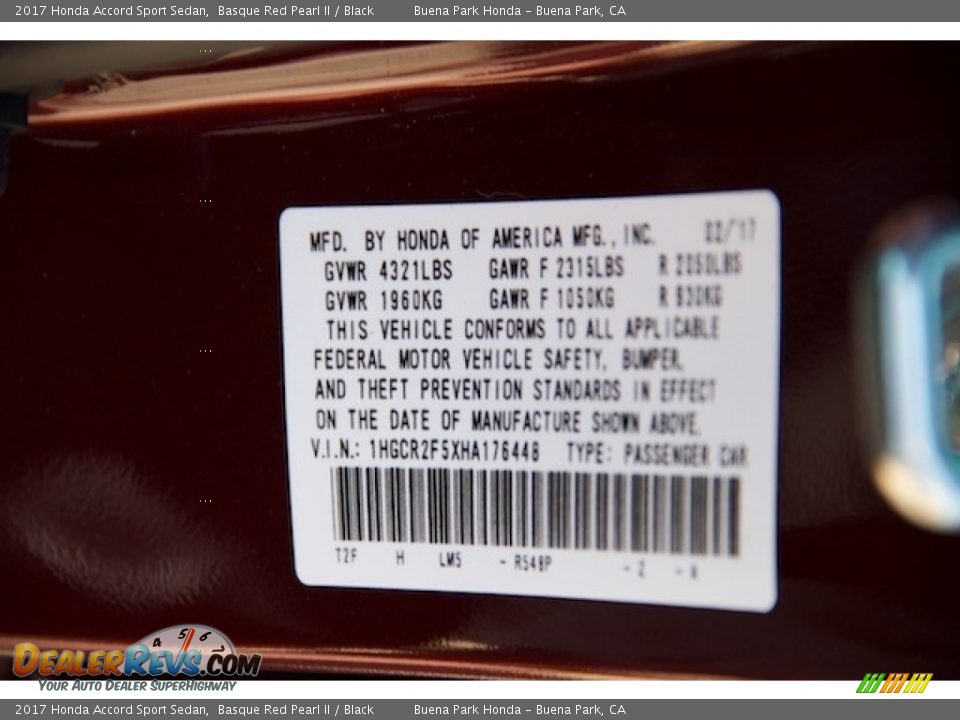 2017 Honda Accord Sport Sedan, Basque Red Pearl II / Black Buena Park Honda - Buena Park, CA
MFD. BY HONDA OF AMERICA MFG., INC. 02/17
GVWR 4321LBS GAWR F 2315LBS R 2050LBS
GVWR 1960KG GAWR F 1050KG R 930KG
THIS VEHICLE CONFORMS TO ALL APPLICABLE
FEDERAL MOTOR VEHICLE SAFETY, BUMPER,
AND THEFT PREVENTION STANDARDS IN EFFECT
ON THE DATE OF MANUFACTURE SHOWN ABOVE.
V.I.N.: 1HGCR2F5XHA176448 TYPE: PASSENGER CAR
T2F H LM5 - R548P - 2 - A
4 5 6
DEALERREVS.COM
YOUR AUTO DEALER SUPERHIGHWAY
2017 Honda Accord Sport Sedan, Basque Red Pearl II / Black Buena Park Honda - Buena Park, CA